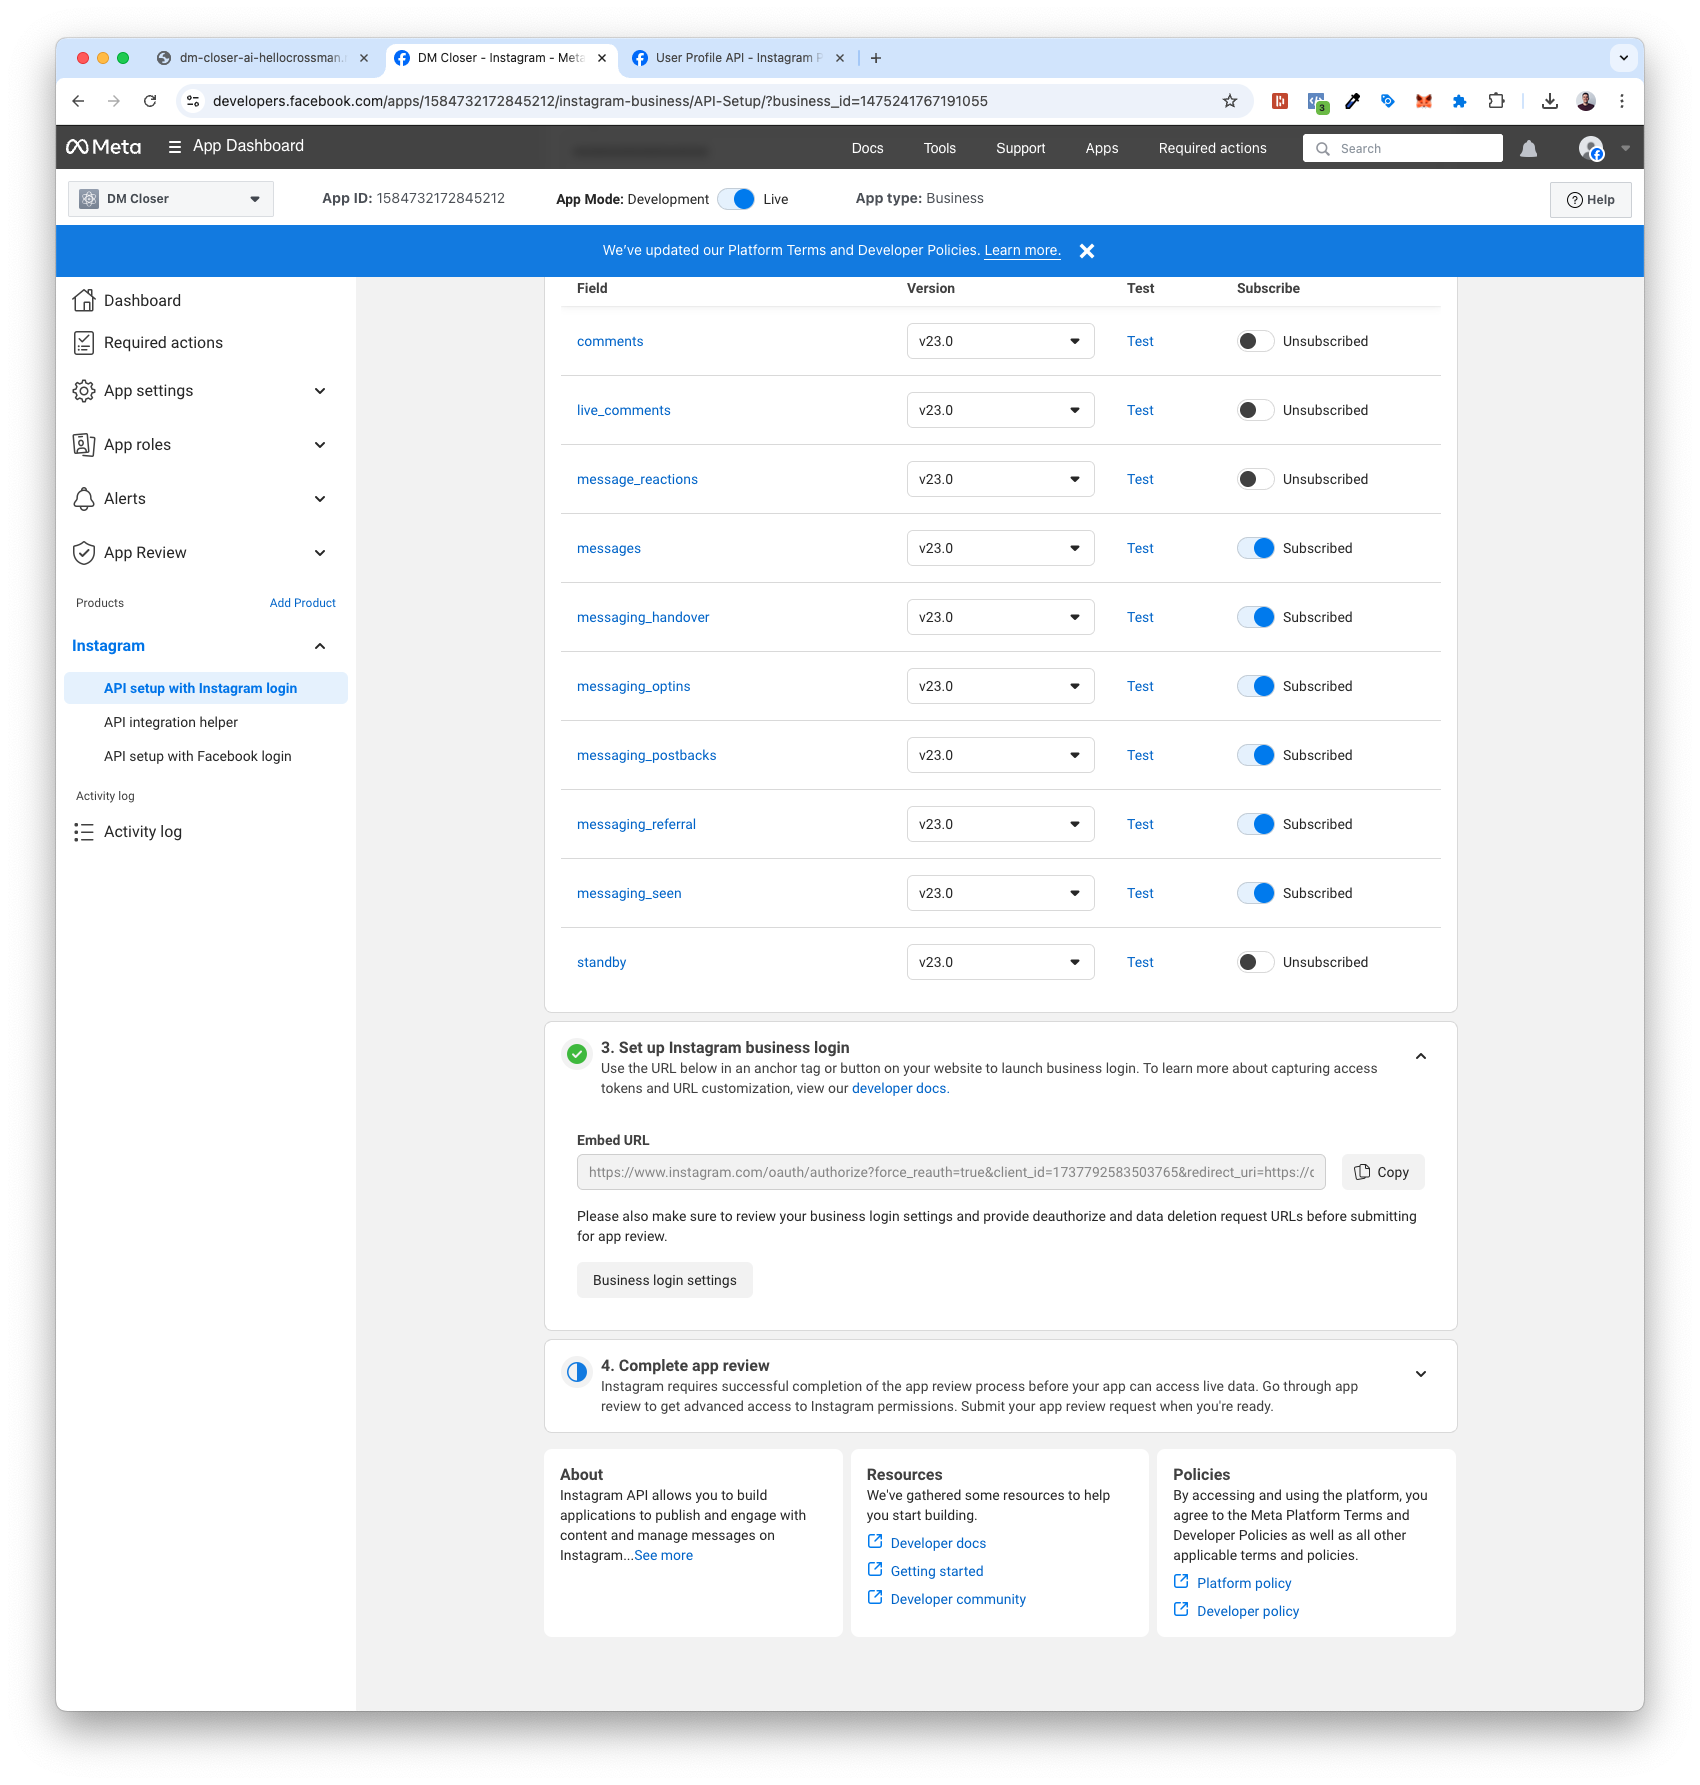 dm-closer-ai-hellocrossman.
DM Closer - Instagram - Meta
User Profile API - Instagram P
developers.facebook.com/apps/1584732172845212/instagram-business/API-Setup/?business_id=1475241767191055
3
Meta
App Dashboard
Docs
Tools
Support
Apps
Required actions
Search
DM Closer
App ID: 1584732172845212
App Mode: Development
Live
App type: Business
Help
We've updated our Platform Terms and Developer Policies. Learn more.
Dashboard
Required actions
App settings
App roles
Alerts
App Review
Products
Add Product
Instagram
API setup with Instagram login
API integration helper
API setup with Facebook login
Activity log
Activity log
Field Version Test Subscribe
comments v23.0 Test Unsubscribed
live_comments v23.0 Test Unsubscribed
message_reactions v23.0 Test Unsubscribed
messages v23.0 Test Subscribed
messaging_handover v23.0 Test Subscribed
messaging_optins v23.0 Test Subscribed
messaging_postbacks v23.0 Test Subscribed
messaging_referral v23.0 Test Subscribed
messaging_seen v23.0 Test Subscribed
standby v23.0 Test Unsubscribed
3. Set up Instagram business login
Use the URL below in an anchor tag or button on your website to launch business login. To learn more about capturing access
tokens and URL customization, view our developer docs.
Embed URL
https://www.instagram.com/oauth/authorize?force_reauth=true&client_id=1737792583503765&redirect_uri=https://
Copy
Please also make sure to review your business login settings and provide deauthorize and data deletion request URLs before submitting
for app review.
Business login settings
4. Complete app review
Instagram requires successful completion of the app review process before your app can access live data. Go through app
review to get advanced access to Instagram permissions. Submit your app review request when you're ready.
About
Instagram API allows you to build
applications to publish and engage with
content and manage messages on
Instagram...See more
Resources
We've gathered some resources to help
you start building.
Developer docs
Getting started
Developer community
Policies
By accessing and using the platform, you
agree to the Meta Platform Terms and
Developer Policies as well as all other
applicable terms and policies.
Platform policy
Developer policy